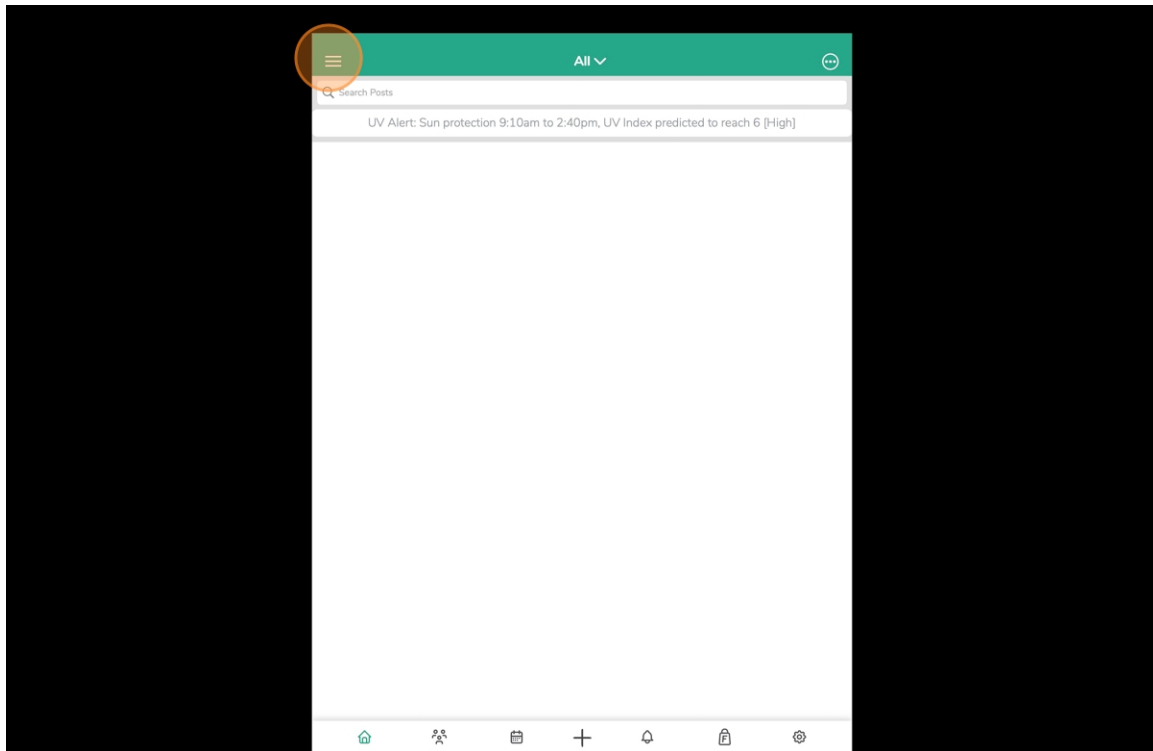 All
Search Posts
UV Alert: Sun protection 9:10am to 2:40pm, UV Index predicted to reach 6 [High]
F